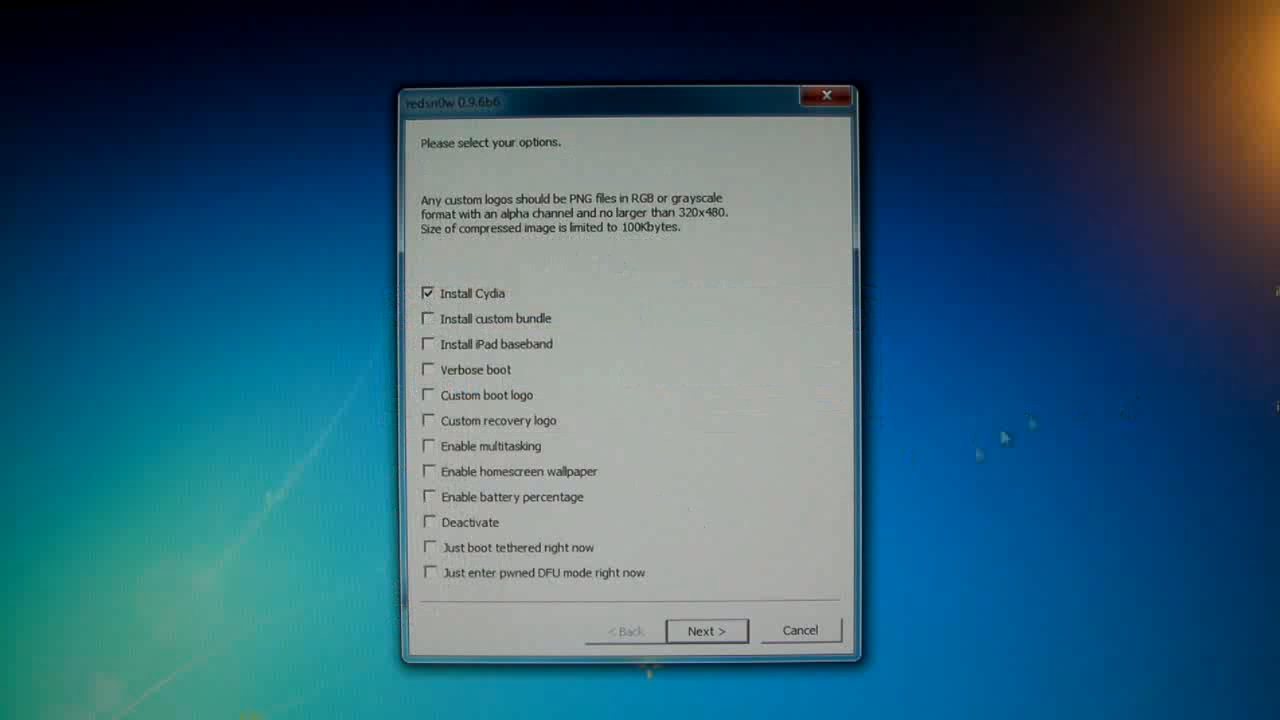 redsn0w 0.9.6b6
Please select your options.
Any custom logos should be PNG files in RGB or grayscale
format with an alpha channel and no larger than 320x480.
Size of compressed image is limited to 100Kbytes.
Install Cydia
Install custom bundle
Install iPad baseband
Verbose boot
Custom boot logo
Custom recovery logo
Enable multitasking
Enable homescreen wallpaper
Enable battery percentage
Deactivate
Just boot tethered right now
Just enter pwned DFU mode right now
< Back
Next >
Cancel